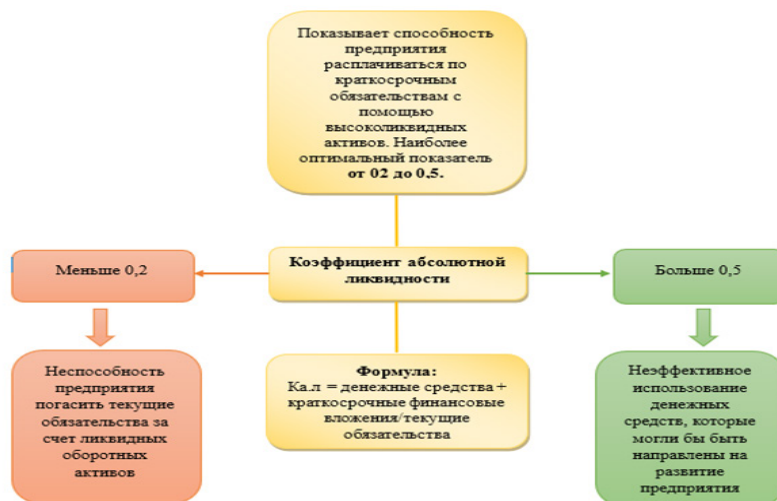 Показывает способность
предприятия
расплачиваться по
краткосрочным
обязательствам с
помощью
высоколиквидных
активов. Наиболее
оптимальный показатель
от 02 до 0,5.
Меньше 0,2
Коэффициент абсолютной
ликвидности
Больше 0,5
Неспособность
предприятия
погасить текущие
обязательства за
счет ликвидных
оборотных
активов
Формула:
Ка.л = денежные средства +
краткосрочные финансовые
вложения/текущие
обязательства
Неэффективное
использование
денежных
средств, которые
могли бы быть
направлены на
развитие
предприятия